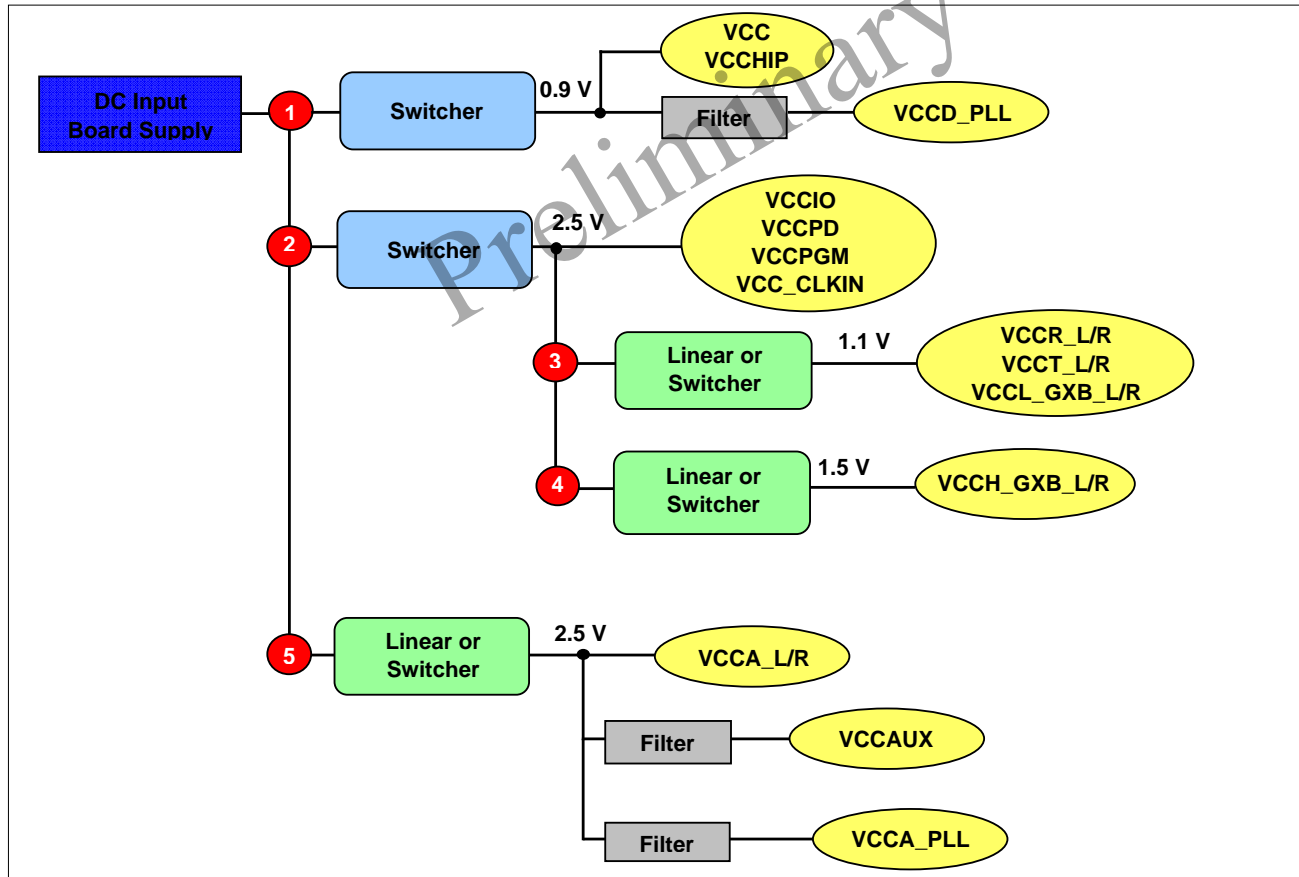 Preliminary
DC Input
Board Supply
1
Switcher
0.9 V
VCC
VCCHIP
Filter
VCCD_PLL
2
Switcher
2.5 V
VCCIO
VCCPD
VCCPGM
VCC_CLKIN
3
Linear or
Switcher
1.1 V
VCCR_L/R
VCCT_L/R
VCCL_GXB_L/R
4
Linear or
Switcher
1.5 V
VCCH_GXB_L/R
5
Linear or
Switcher
2.5 V
VCCA_L/R
Filter
VCCAUX
Filter
VCCA_PLL